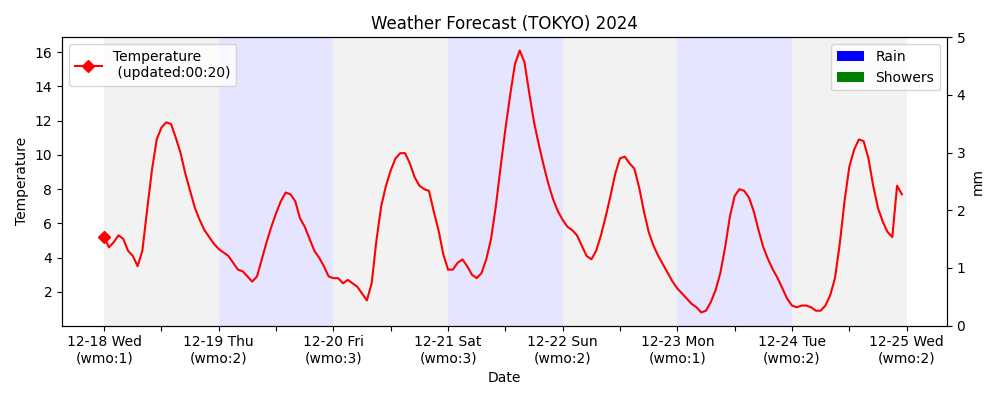 Weather Forecast (TOKYO) 2024
Temperature
(updated:00:20)
Rain
Showers
16
14
12
10
8
6
4
2
Temperature
5
4
3
2
1
0
mm
12-18 Wed
(wmo:1)
12-19 Thu
(wmo:2)
12-20 Fri
(wmo:3)
12-21 Sat
(wmo:3)
12-22 Sun
(wmo:2)
12-23 Mon
(wmo:1)
12-24 Tue
(wmo:2)
12-25 Wed
(wmo:2)
Date